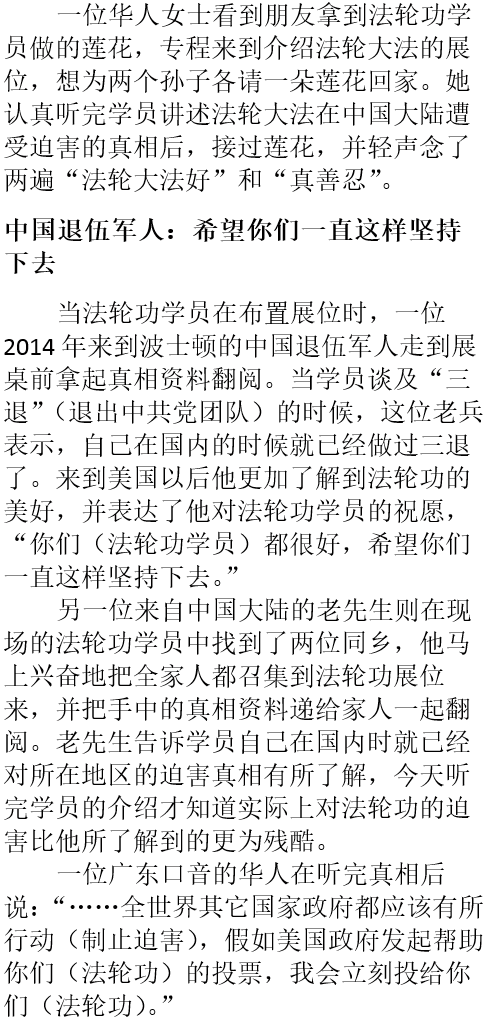 一位华人女士看到朋友拿到法轮功学
员做的莲花，专程来到介绍法轮大法的展
位，想为两个孙子各请一朵莲花回家。她
认真听完学员讲述法轮大法在中国大陆遭
受迫害的真相后，接过莲花，并轻声念了
两遍“法轮大法好”和“真善忍”。
中国退伍军人：希望你们一直这样坚持
下去
当法轮功学员在布置展位时，一位
2014 年来到波士顿的中国退伍军人走到展
桌前拿起真相资料翻阅。当学员谈及“三
退”（退出中共党团队）的时候，这位老兵
表示，自己在国内的时候就已经做过三退
了。来到美国以后他更加了解到法轮功的
美好，并表达了他对法轮功学员的祝愿，
“你们（法轮功学员）都很好，希望你们
一直这样坚持下去。”
另一位来自中国大陆的老先生则在现
场的法轮功学员中找到了两位同乡，他马
上兴奋地把全家人都召集到法轮功展位
来，并把手中的真相资料递给家人一起翻
阅。老先生告诉学员自己在国内时就已经
对所在地区的迫害真相有所了解，今天听
完学员的介绍才知道实际上对法轮功的迫
害比他所了解到的更为残酷。
一位广东口音的华人在听完真相后
说：“……全世界其它国家政府都应该有所
行动（制止迫害），假如美国政府发起帮助
你们（法轮功）的投票，我会立刻投给你
们（法轮功）。”